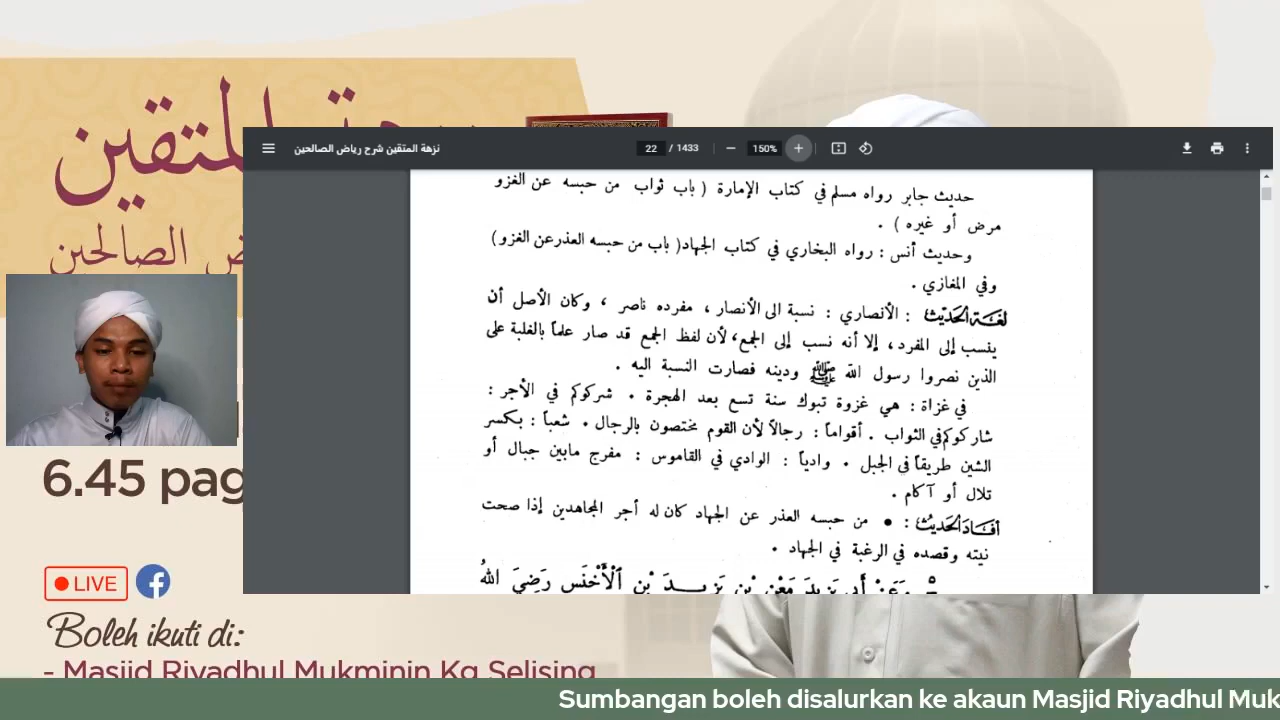 المتقين
الصالحين
نزهة المتقين شرح رياض الصالحين
22 / 1433
150%
حديث جابر رواه مسلم في كتاب الإمارة ( باب ثواب من حبسه عن الغزو
مرض أو غيره ) .
وحديث أنس : رواه البخاري في كتاب الجهاد( باب من حبسه العذر عن الغزو)
وفي المغازي .
لغة الحديث : الأنصاري : نسبة الى الأنصار ، مفرده ناصر ، وكان الأصل أن
ينسب إلى المفرد ، إلا أنه نسب إلى الجمع، لأن لفظ الجمع قد صار علماً بالغلبة على
الذين نصروا رسول الله ﷺ ودينه فصارت النسبة اليه .
في غزاة : هي غزوة تبوك سنة تسع بعد الهجرة . شركوكم في الأجر :
شاركوكم في الثواب . أقواماً : رجالاً لأن القوم مختصون بالرجال . شعباً : بكسر
الشين طريقاً في الجبل . وادياً : الوادي في القاموس : مفرج مابين جبال أو
تلال أو آكام .
أفاد الحديث : • من حبسه العذر عن الجهاد كان له أجر المجاهدين إذا صحت
نيته وقصده في الرغبة في الجهاد .
وَعَنْ أَبِي يَزِيدَ مَعْنِ بْنِ يَزِيدَ بْنِ الْأَخْنَسِ رَضِيَ اللهُ
6.45 pag
LIVE
Boleh ikuti di:
- Masjid Riyadhul Mukminin Kg Selising
Sumbangan boleh disalurkan ke akaun Masjid Riyadhul Muk